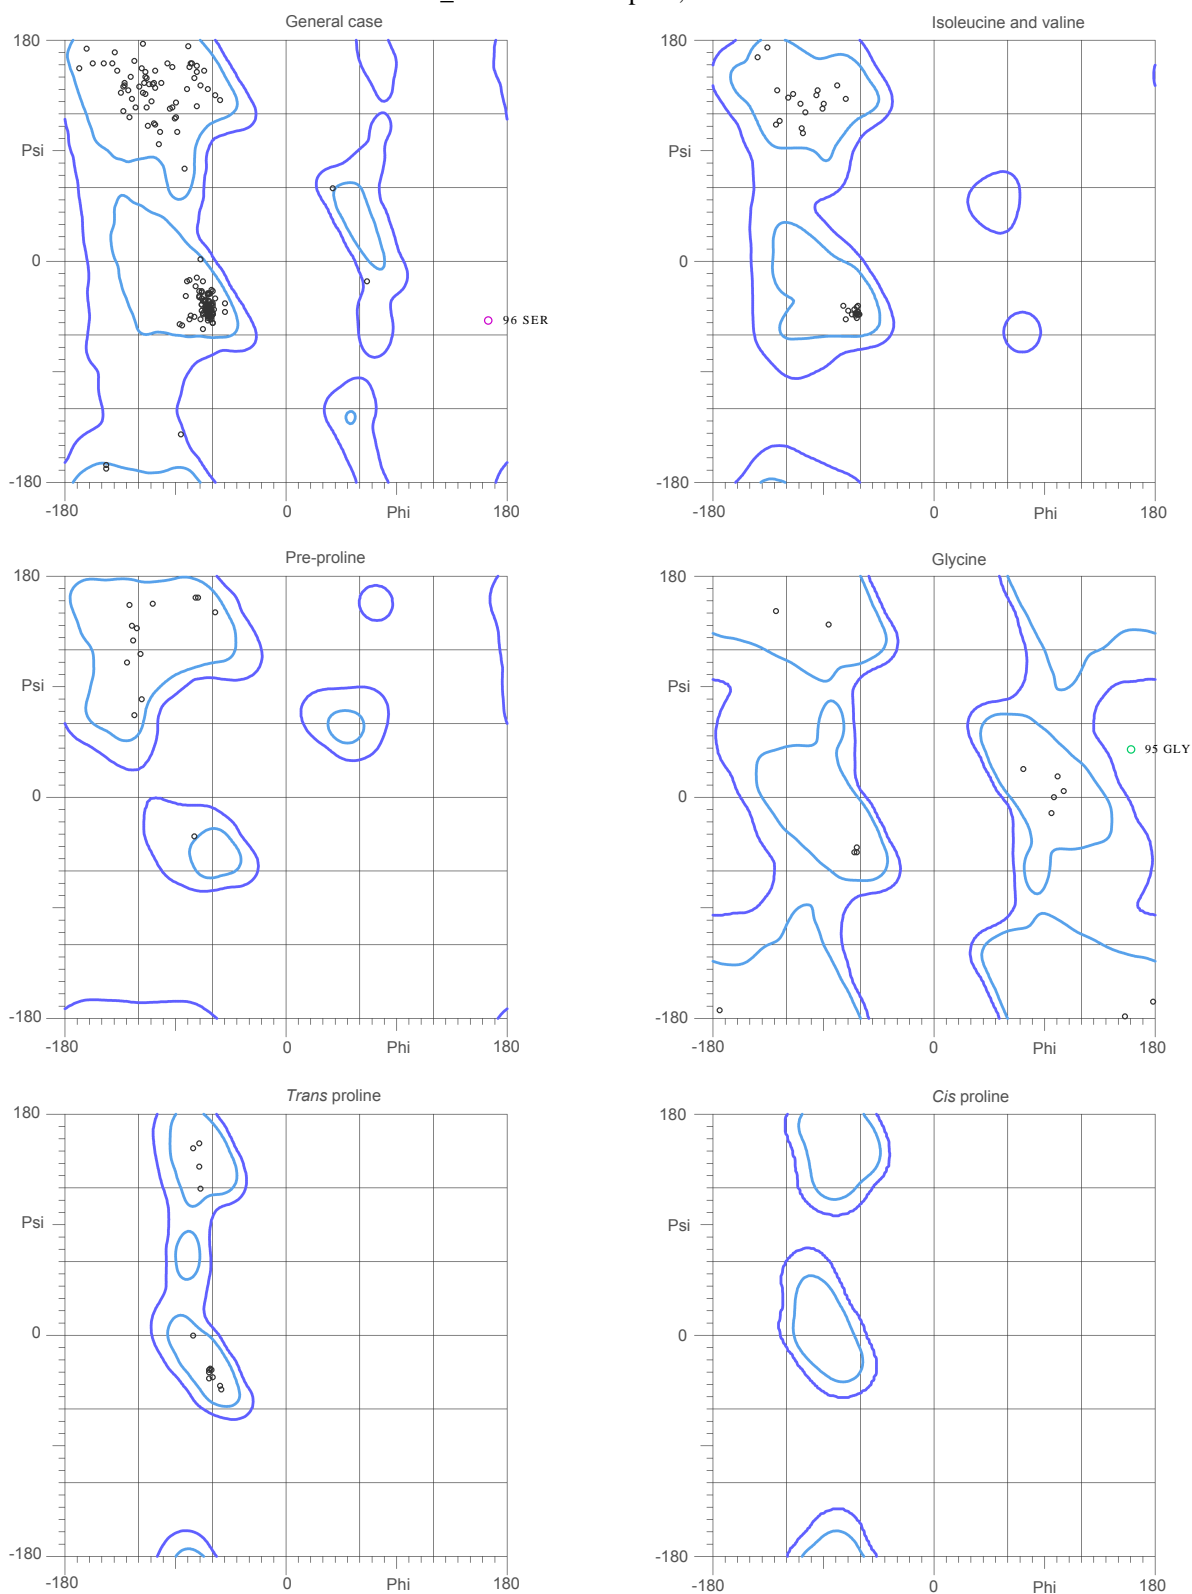 General case
180
Psi
0
-180
-180
0
Phi
180
96 SER
Isoleucine and valine
180
Psi
0
-180
-180
0
Phi
180
Pre-proline
180
Psi
0
-180
-180
0
Phi
180
Glycine
180
Psi
0
-180
-180
0
Phi
180
95 GLY
Trans proline
180
Psi
0
-180
-180
0
Phi
180
Cis proline
180
Psi
0
-180
-180
0
Phi
180